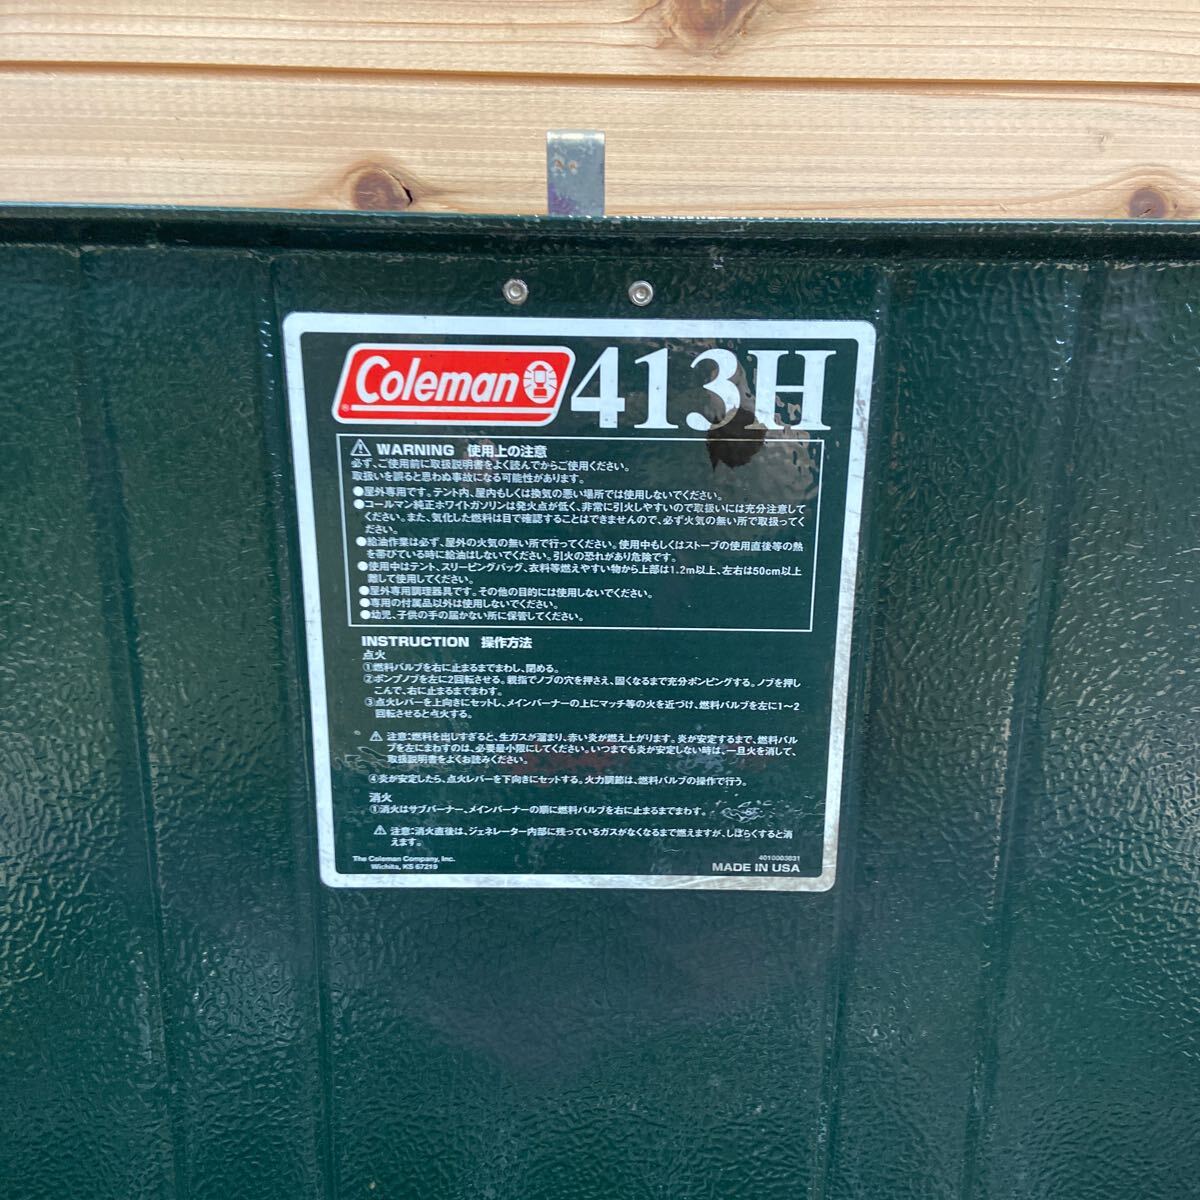 Coleman 413H
⚠ WARNING 使用上の注意
必ず、ご使用前に取扱説明書をよく読んでからご使用ください。
取扱いを誤ると思わぬ事故になる可能性があります。
●屋外専用です。テント内、屋内もしくは換気の悪い場所では使用しないでください。
●コールマン純正ホワイトガソリンは発火点が低く、非常に引火しやすいので取扱いには充分注意して
ください。また、気化した燃料は目で確認することはできませんので、必ず火気の無い所で取扱ってく
ださい。
●給油作業は必ず、屋外の火気の無い所で行ってください。使用中もしくはストーブの使用直後等の熱
を帯びている時に給油はしないでください。引火の恐れがあり危険です。
●使用中はテント、スリーピングバッグ、衣料等燃えやすい物から上部は1.2m以上、左右は50cm以上
離して使用してください。
●屋外専用調理器具です。その他の目的には使用しないでください。
●専用の付属品以外は使用しないでください。
●幼児、子供の手の届かない所に保管してください。
INSTRUCTION 操作方法
点火
①燃料バルブを右に止まるまでまわし、閉める。
②ポンプノブを左に2回転させる。親指でノブの穴を押さえ、固くなるまで充分ポンピングする。ノブを押し
こんで、右に止まるまでまわす。
③点火レバーを上向きにセットし、メインバーナーの上にマッチ等の火を近づけ、燃料バルブを左に1〜2
回転させると点火する。
⚠ 注意:燃料を出しすぎると、生ガスが溜まり、赤い炎が燃え上がります。炎が安定するまで、燃料バル
ブを左にまわすのは、必要最小限にしてください。いつまでも炎が安定しない時は、一旦火を消して、
取扱説明書をよくお読みください。
④炎が安定したら、点火レバーを下向きにセットする。火力調節は、燃料バルブの操作で行う。
消火
①消火はサブバーナー、メインバーナーの順に燃料バルブを右に止まるまでまわす。
⚠ 注意:消火直後は、ジェネレーター内部に残っているガスがなくなるまで燃えますが、しばらくすると消
えます。
The Coleman Company, Inc.
Wichita, KS 67219
4010003631
MADE IN USA